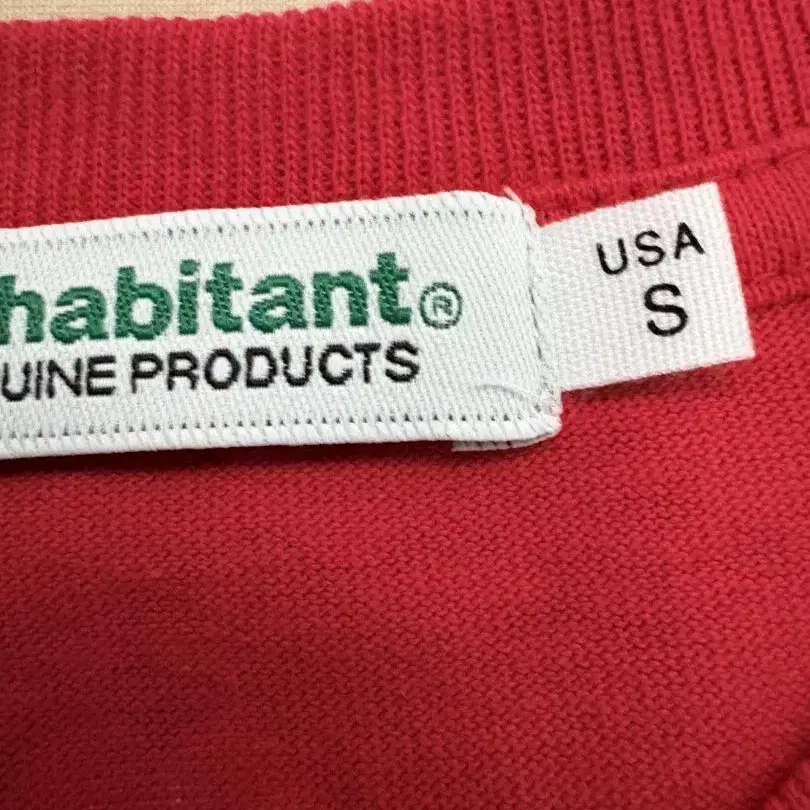 habitant®
UINE PRODUCTS
USA
S